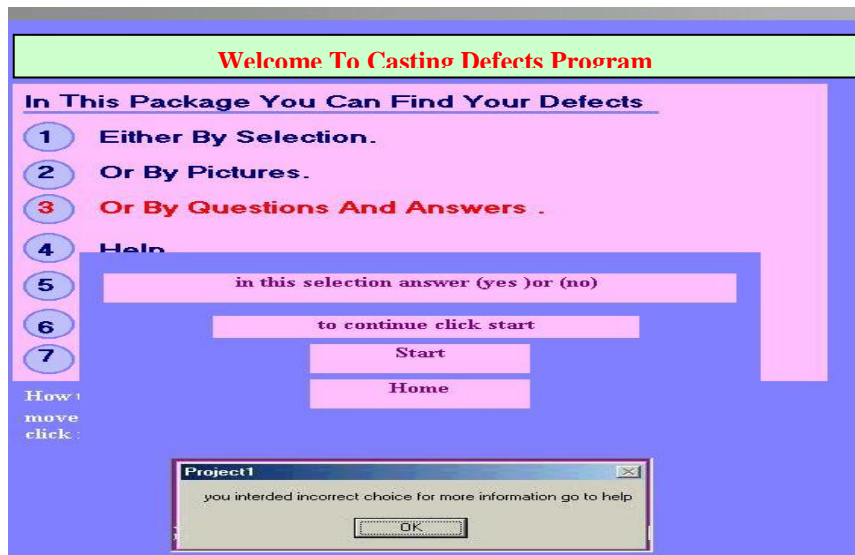 Welcome To Casting Defects Program
In This Package You Can Find Your Defects
1 Either By Selection.
2 Or By Pictures.
3 Or By Questions And Answers .
4 Help
5
6
7
in this selection answer (yes )or (no)
to continue click start
Start
Home
How
move
click :
Project1
you interded incorrect choice for more information go to help
OK